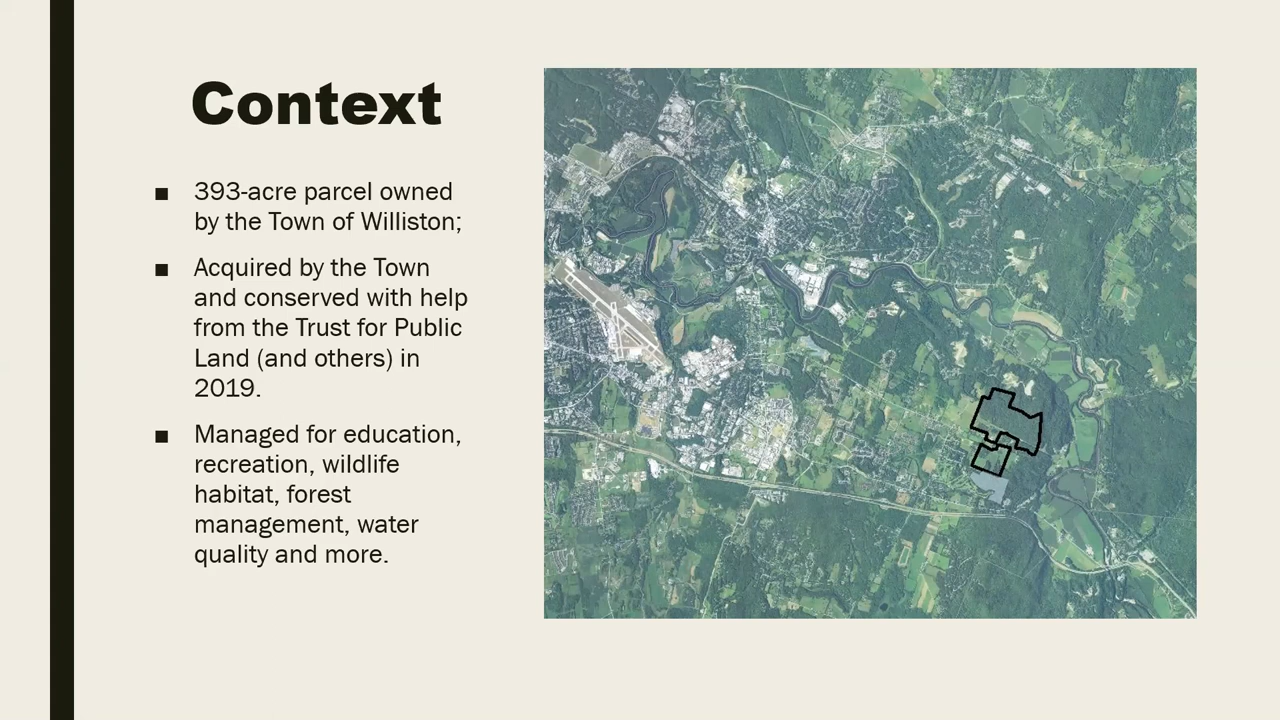 Context
■ 393-acre parcel owned
by the Town of Williston;
■ Acquired by the Town
and conserved with help
from the Trust for Public
Land (and others) in
2019.
■ Managed for education,
recreation, wildlife
habitat, forest
management, water
quality and more.